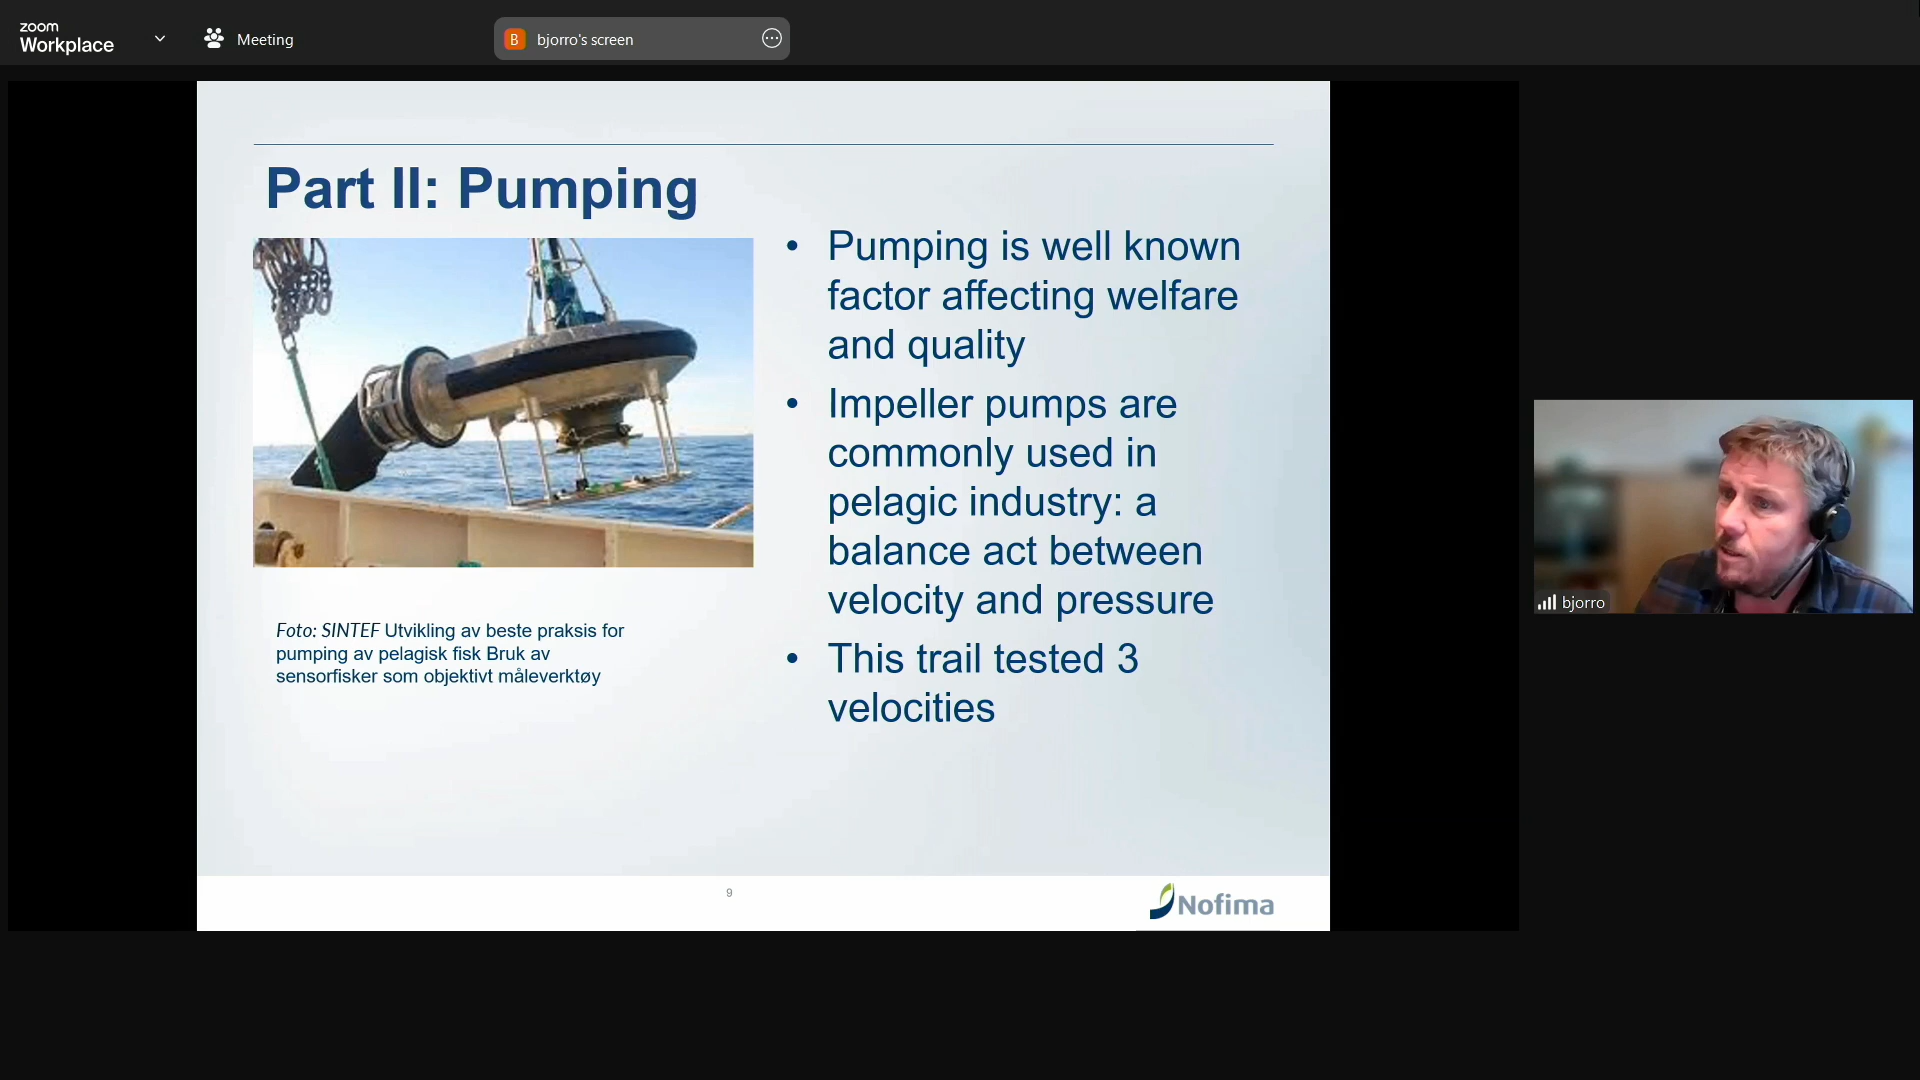 zoom
Workplace
Meeting
B bjorro's screen
Part II: Pumping
• Pumping is well known
factor affecting welfare
and quality
• Impeller pumps are
commonly used in
pelagic industry: a
balance act between
velocity and pressure
• This trail tested 3
velocities
Foto: SINTEF Utvikling av beste praksis for
pumping av pelagisk fisk Bruk av
sensorfisker som objektivt måleverktøy
9
Nofima
bjorro